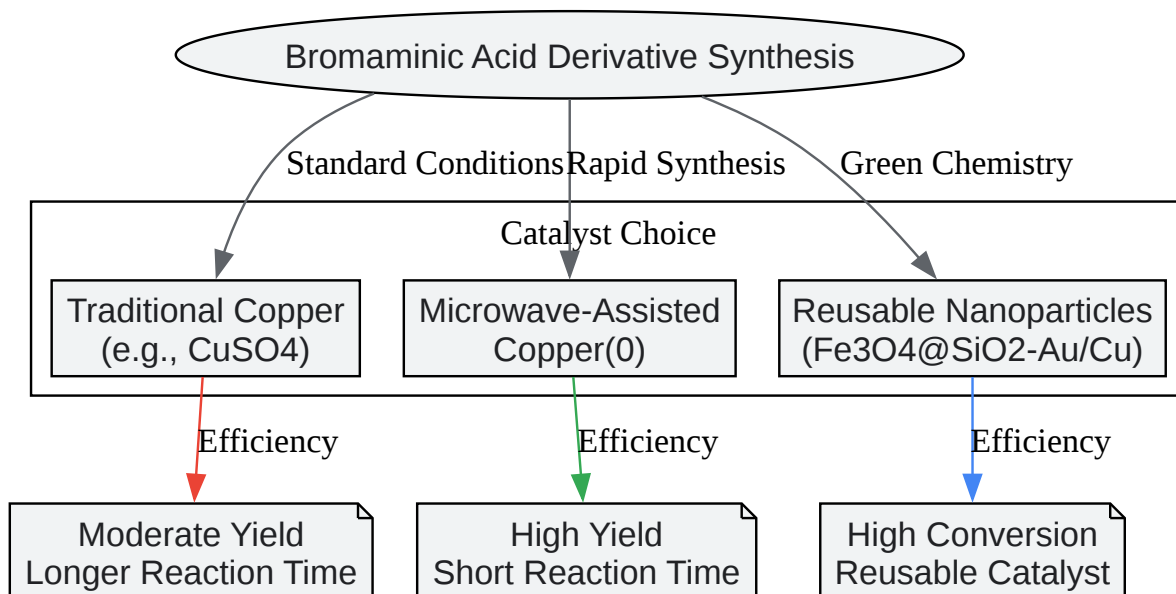 Bromaminic Acid Derivative Synthesis
Standard Conditions
Rapid Synthesis
Green Chemistry
Catalyst Choice
Traditional Copper
(e.g., CuSO4)
Microwave-Assisted
Copper(0)
Reusable Nanoparticles
(Fe3O4@SiO2-Au/Cu)
Efficiency
Efficiency
Efficiency
Moderate Yield
Longer Reaction Time
High Yield
Short Reaction Time
High Conversion
Reusable Catalyst